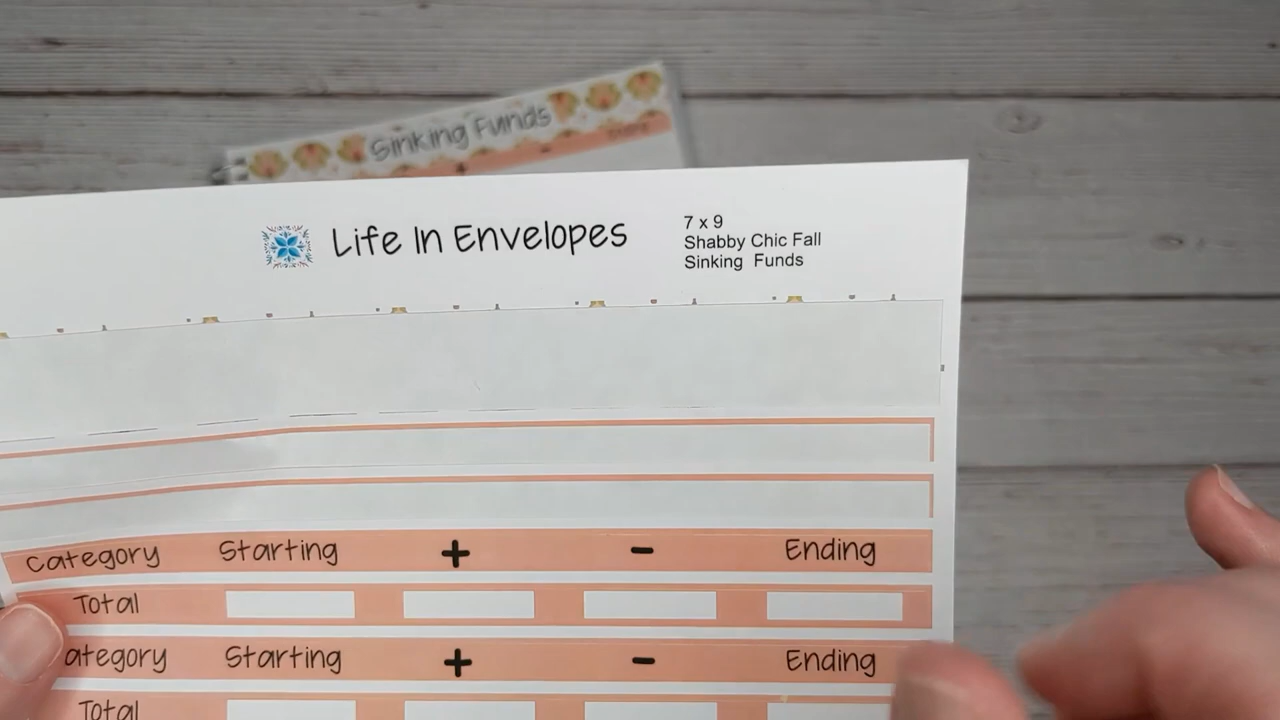 Sinking Funds
+ -
Life In Envelopes
7 x 9
Shabby Chic Fall
Sinking Funds
Category Starting + - Ending
Total
ategory Starting + - Ending
Total